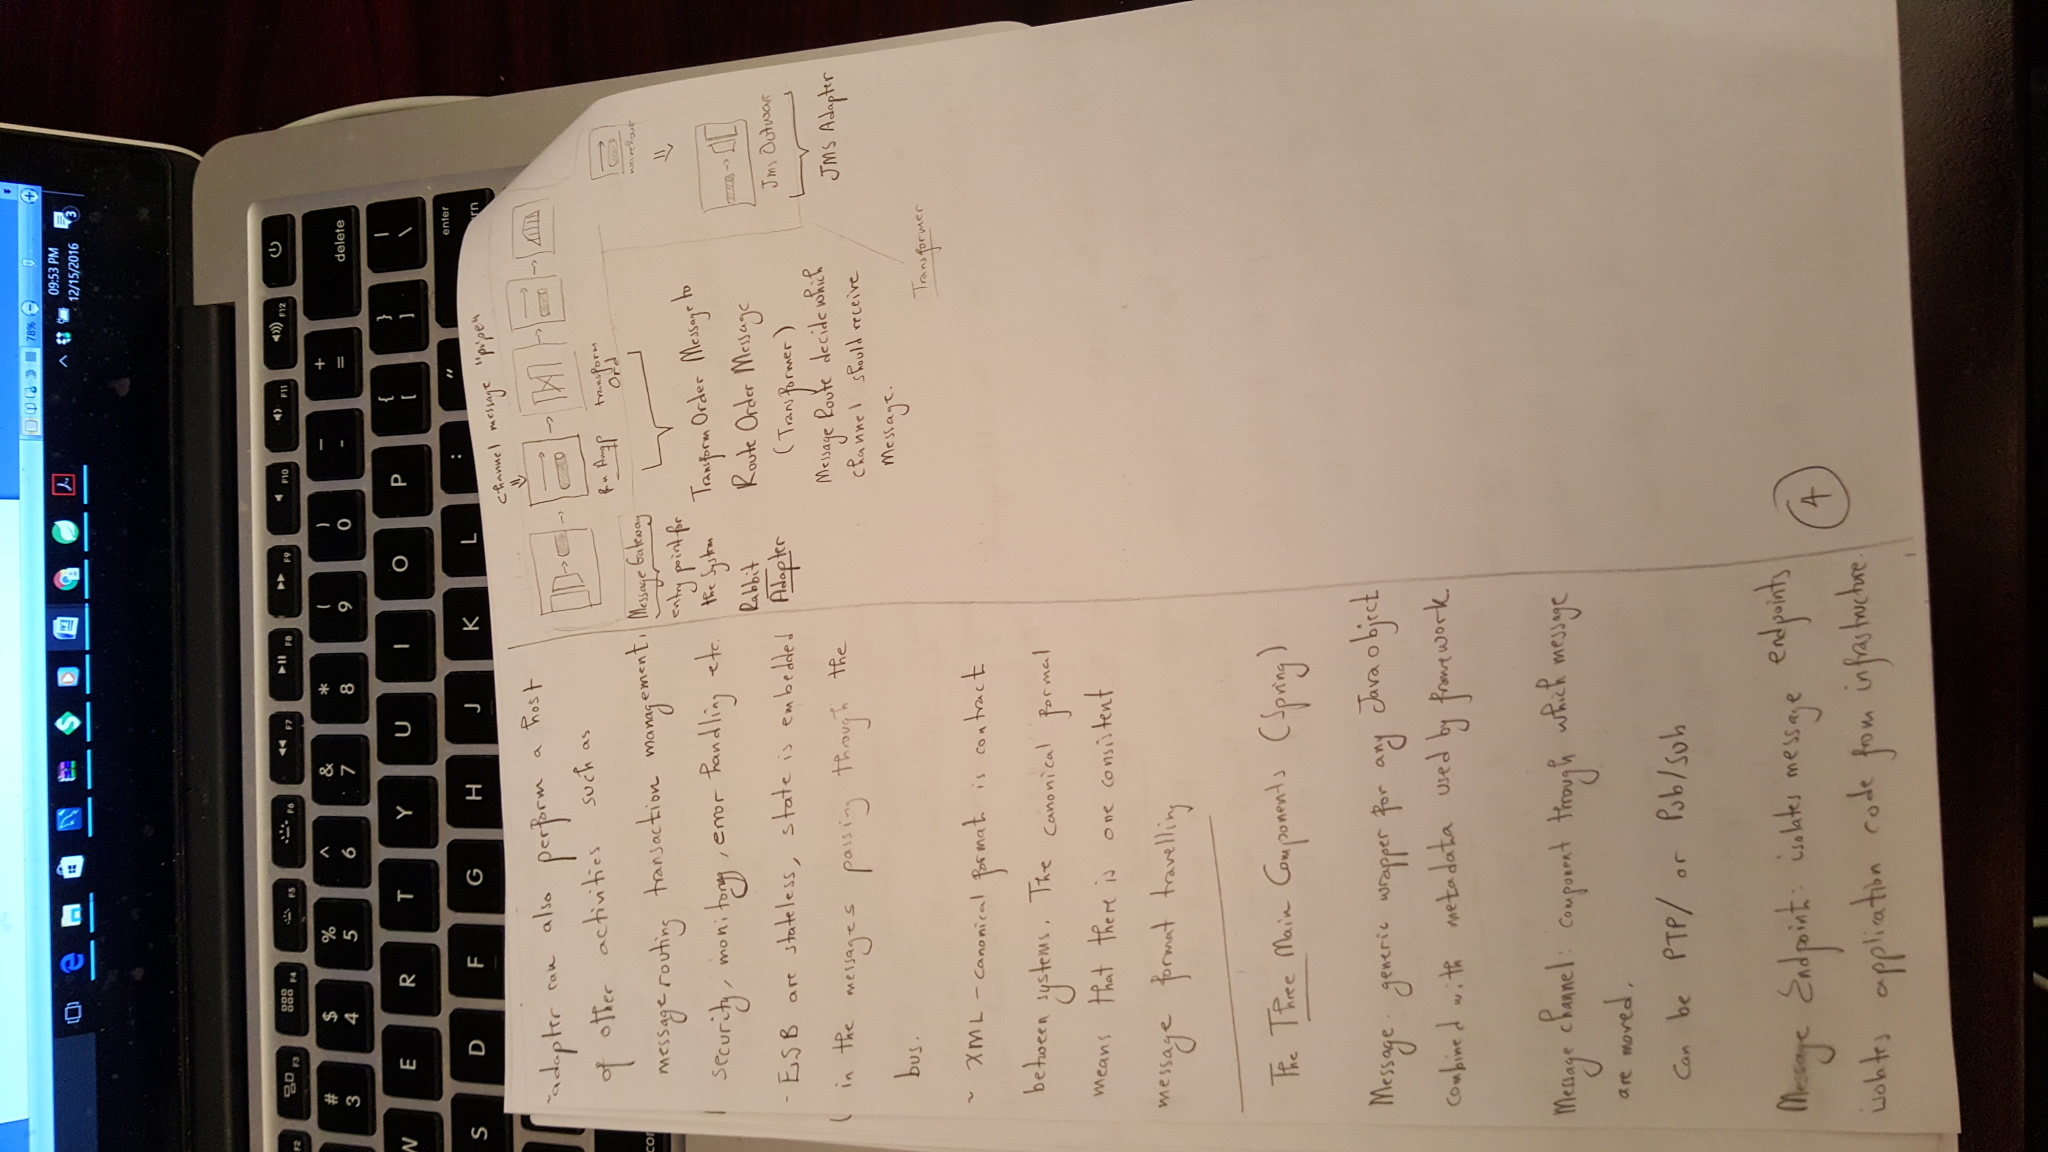 78%
09:53 PM
12/15/2016
3
F2 F3 F4 F5 F6 F7 F8 F9 F10 F11 F12
# $ % ^ & * ( ) _ +
3 4 5 6 7 8 9 0 - = delete
W E R T Y U I O P { [ } ] | \
S D F G H J K L : " enter
~adapter can also perform a host
of other activities such as
message routing transaction management,
security, monitorng, error handling etc.
- ESB are stateless, state is embedded
in the messages passing through the
bus.
~ XML - canonical format is contract
between systems. The canonical formal
means that there is one consistent
message format travelling
The Three Main Components (Spring)
Message. generic wrapper for any Java object
combined with metadata used by framework
Message channel: component through which message
are moved.
Can be PTP/ or Pub/Sub
Message Endpoint: isolates message endpoints
isolates application code from infrastructure.
channel message "pipe"
transform
Ord
Message Gateway
entry point for
the System
Rabbit
Adapter
Transform Order Message to
Route Order Message
(Transformer)
Message Route decide which
channel should receive
Message.
Transformer
JMS Adapter
4